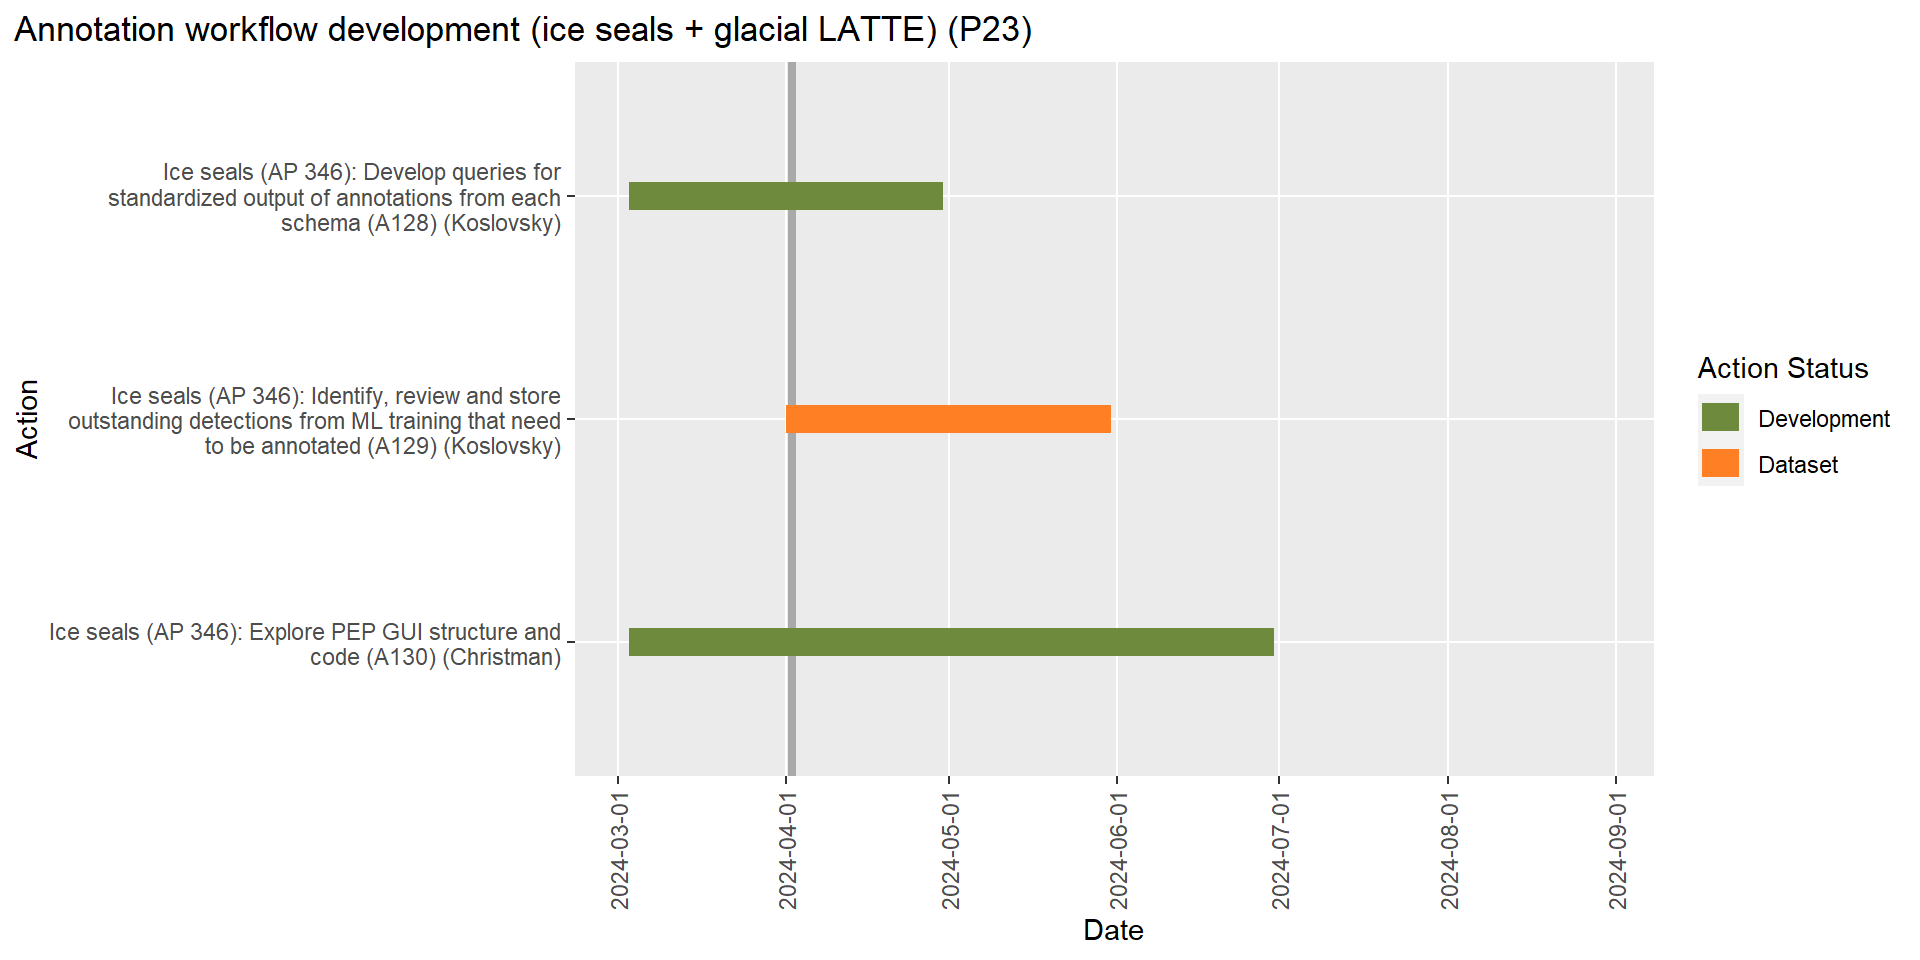 Annotation workflow development (ice seals + glacial LATTE) (P23)
Ice seals (AP 346): Develop queries for
standardized output of annotations from each
schema (A128) (Koslovsky)
Ice seals (AP 346): Identify, review and store
outstanding detections from ML training that need
to be annotated (A129) (Koslovsky)
Ice seals (AP 346): Explore PEP GUI structure and
code (A130) (Christman)
Action
2024-03-01
2024-04-01
2024-05-01
2024-06-01
2024-07-01
2024-08-01
2024-09-01
Date
Action Status
Development
Dataset